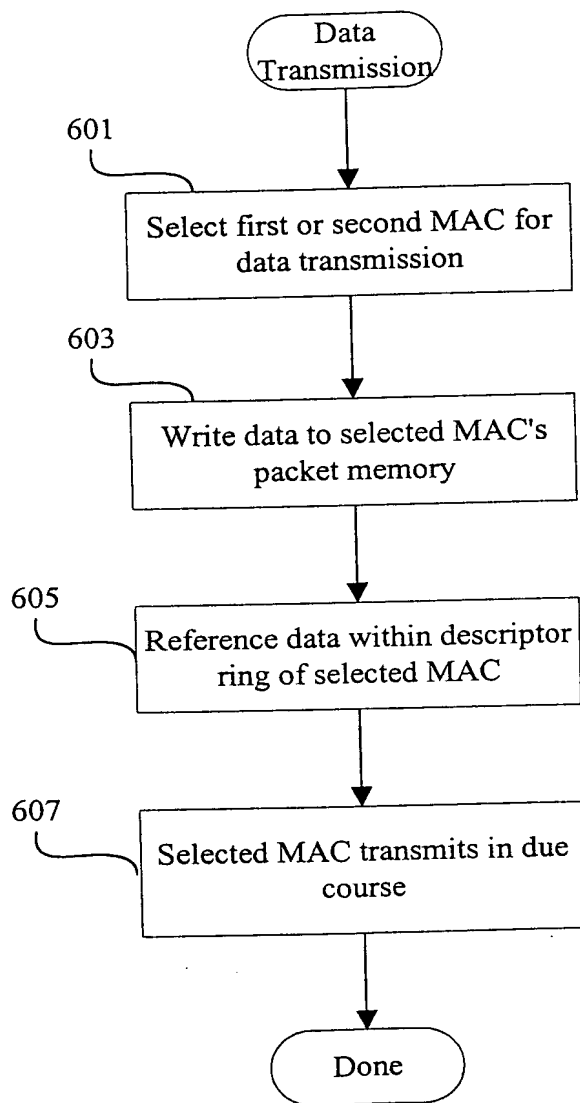 Data
Transmission
601
Select first or second MAC for
data transmission
603
Write data to selected MAC's
packet memory
605
Reference data within descriptor
ring of selected MAC
607
Selected MAC transmits in due
course
Done